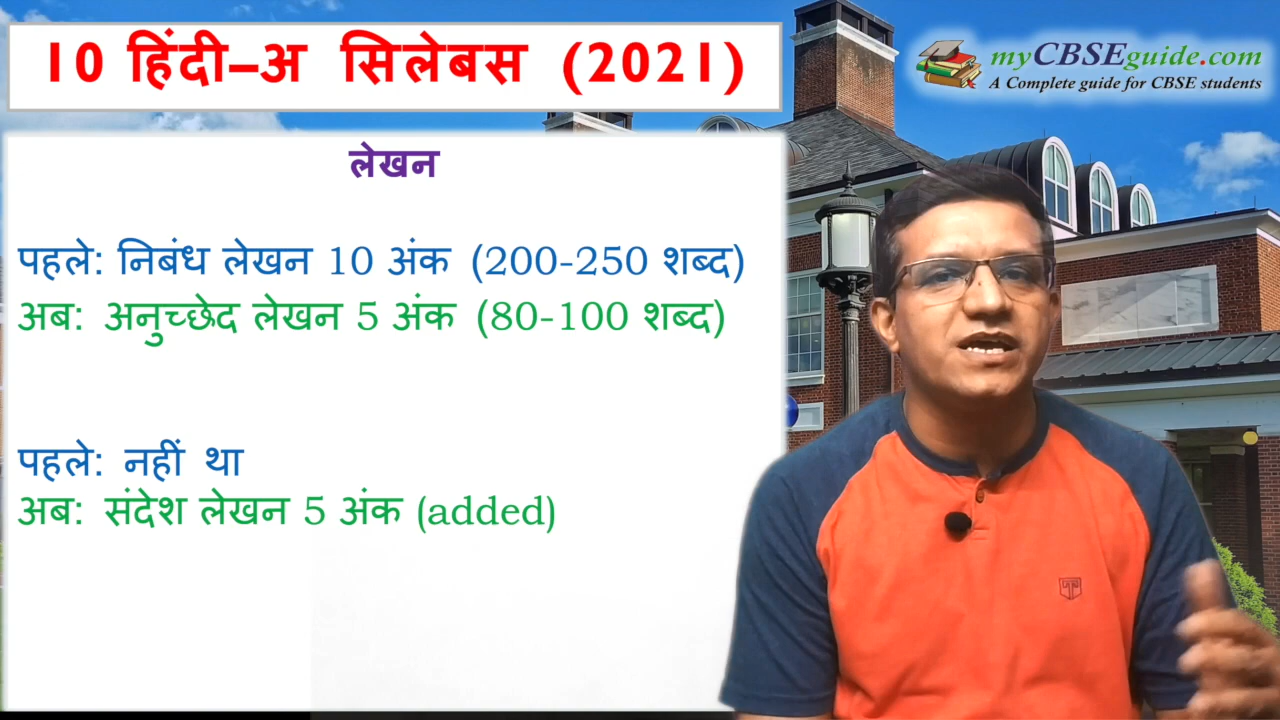 10 हिंदी–अ सिलेबस (2021)
myCBSEguide.com
A Complete guide for CBSE students
लेखन
पहले: निबंध लेखन 10 अंक (200-250 शब्द)
अब: अनुच्छेद लेखन 5 अंक (80-100 शब्द)
पहले: नहीं था
अब: संदेश लेखन 5 अंक (added)